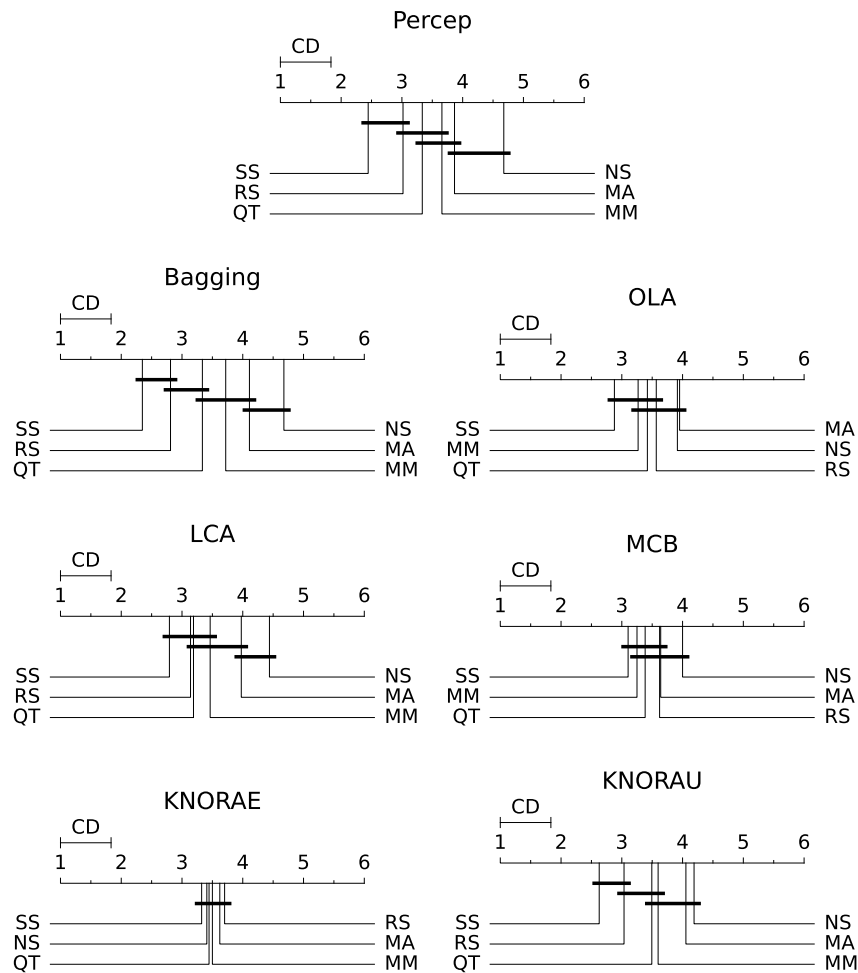 Percep
CD
1 2 3 4 5 6
SS NS
RS MA
QT MM
Bagging
CD
1 2 3 4 5 6
SS NS
RS MA
QT MM
OLA
CD
1 2 3 4 5 6
SS MA
MM NS
QT RS
LCA
CD
1 2 3 4 5 6
SS NS
RS MA
QT MM
MCB
CD
1 2 3 4 5 6
SS NS
MM MA
QT RS
KNORAE
CD
1 2 3 4 5 6
SS RS
NS MA
QT MM
KNORAU
CD
1 2 3 4 5 6
SS NS
RS MA
QT MM